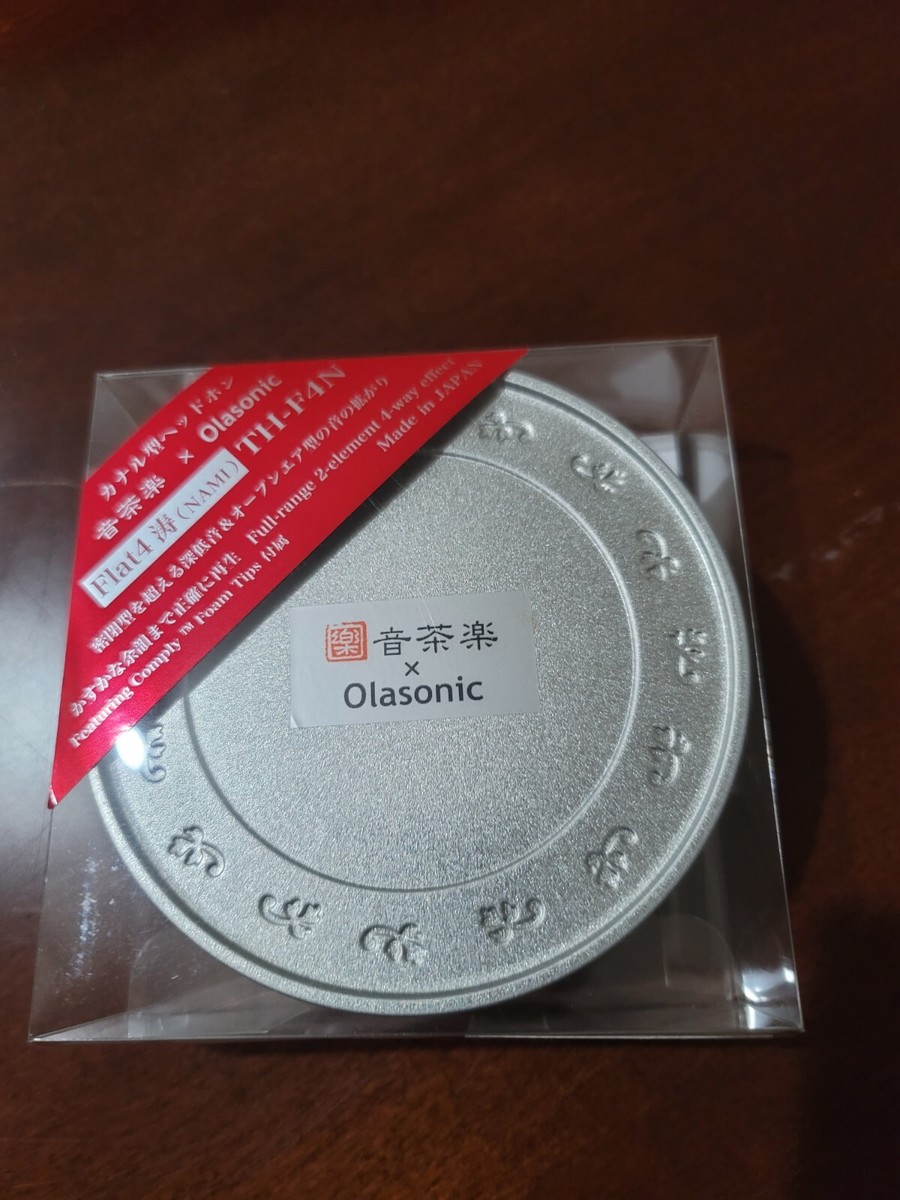 カナル型ヘッドホン
音茶楽 × Olasonic
Flat4 涛(NAMI) TH-F4N
密閉型を超える深低音&オープンエア型の音の拡がり
かすかな余韻まで正確に再生 Full-range 2-element 4-way effect
Featuring Comply™ Foam Tips 付属 Made in JAPAN
楽 音茶楽
×
Olasonic